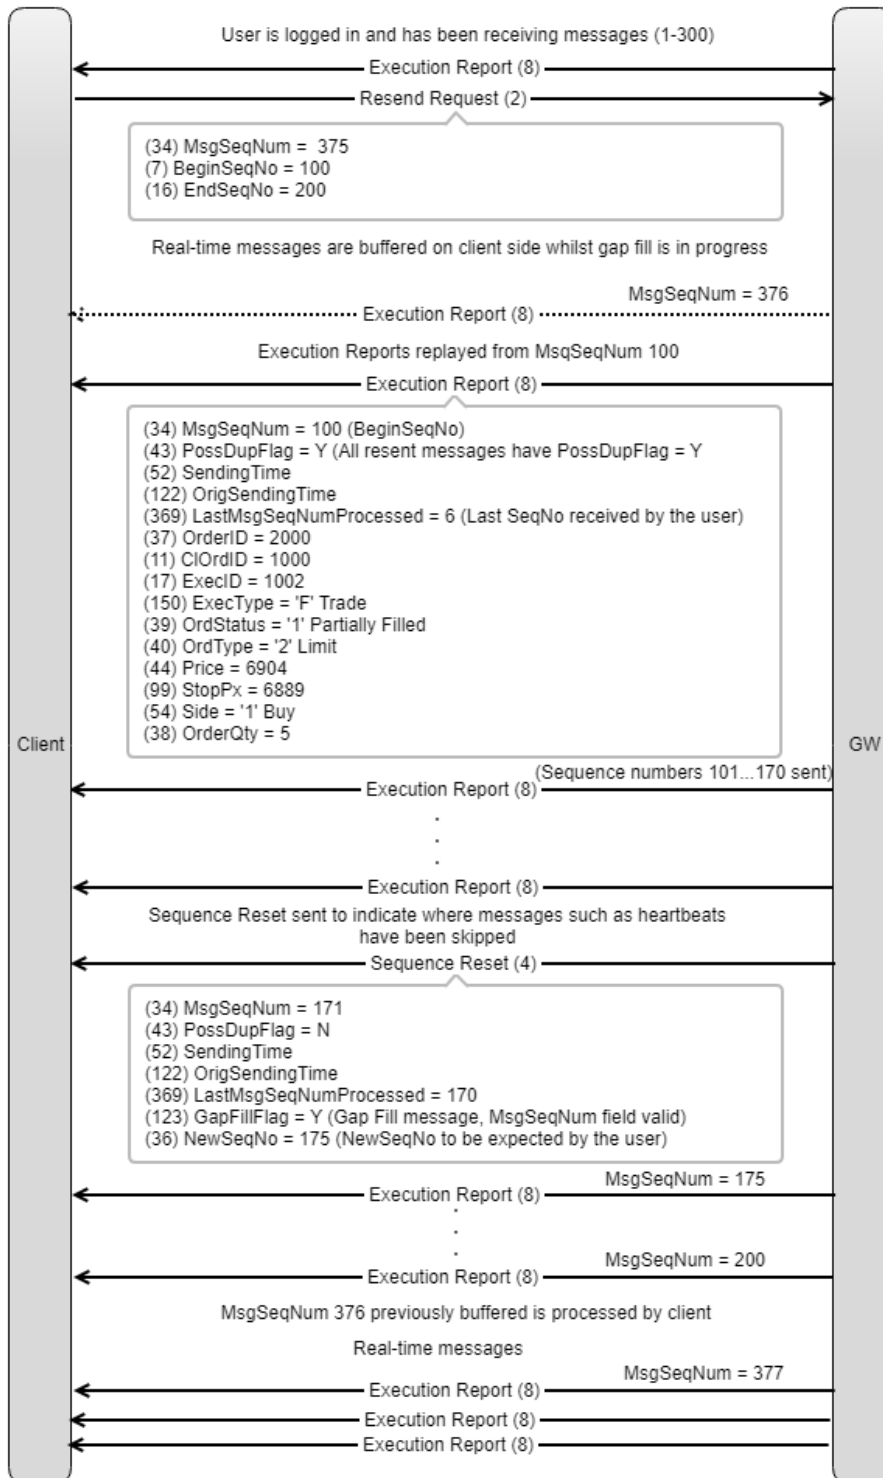 User is logged in and has been receiving messages (1-300)
Execution Report (8)
Resend Request (2)
(34) MsgSeqNum = 375
(7) BeginSeqNo = 100
(16) EndSeqNo = 200
Real-time messages are buffered on client side whilst gap fill is in progress
MsgSeqNum = 376
Execution Report (8)
Execution Reports replayed from MsqSeqNum 100
Execution Report (8)
(34) MsgSeqNum = 100 (BeginSeqNo)
(43) PossDupFlag = Y (All resent messages have PossDupFlag = Y
(52) SendingTime
(122) OrigSendingTime
(369) LastMsgSeqNumProcessed = 6 (Last SeqNo received by the user)
(37) OrderID = 2000
(11) ClOrdID = 1000
(17) ExecID = 1002
(150) ExecType = 'F' Trade
(39) OrdStatus = '1' Partially Filled
(40) OrdType = '2' Limit
(44) Price = 6904
(99) StopPx = 6889
(54) Side = '1' Buy
(38) OrderQty = 5
Client
GW
(Sequence numbers 101...170 sent)
Execution Report (8)
.
.
.
Execution Report (8)
Sequence Reset sent to indicate where messages such as heartbeats
have been skipped
Sequence Reset (4)
(34) MsgSeqNum = 171
(43) PossDupFlag = N
(52) SendingTime
(122) OrigSendingTime
(369) LastMsgSeqNumProcessed = 170
(123) GapFillFlag = Y (Gap Fill message, MsgSeqNum field valid)
(36) NewSeqNo = 175 (NewSeqNo to be expected by the user)
MsgSeqNum = 175
Execution Report (8)
.
.
.
MsgSeqNum = 200
Execution Report (8)
MsgSeqNum 376 previously buffered is processed by client
Real-time messages
MsgSeqNum = 377
Execution Report (8)
Execution Report (8)
Execution Report (8)